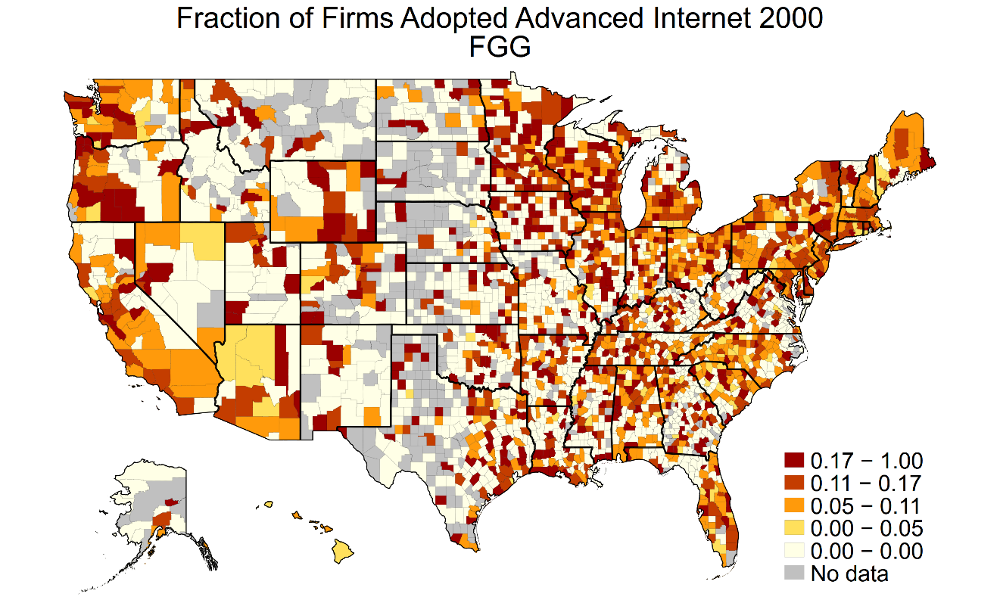 Fraction of Firms Adopted Advanced Internet 2000
FGG
0.17 − 1.00
0.11 − 0.17
0.05 − 0.11
0.00 − 0.05
0.00 − 0.00
No data